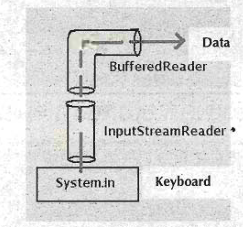 Data
BufferedReader
InputStreamReader
System.in Keyboard